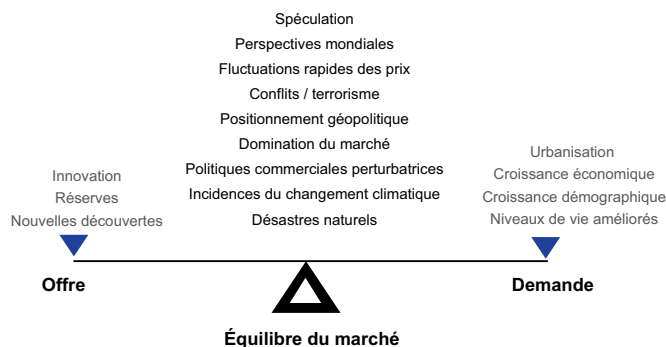 Spéculation
Perspectives mondiales
Fluctuations rapides des prix
Conflits / terrorisme
Positionnement géopolitique
Domination du marché
Politiques commerciales perturbatrices
Incidences du changement climatique
Désastres naturels
Innovation
Réserves
Nouvelles découvertes
Urbanisation
Croissance économique
Croissance démographique
Niveaux de vie améliorés
Offre
Demande
Équilibre du marché